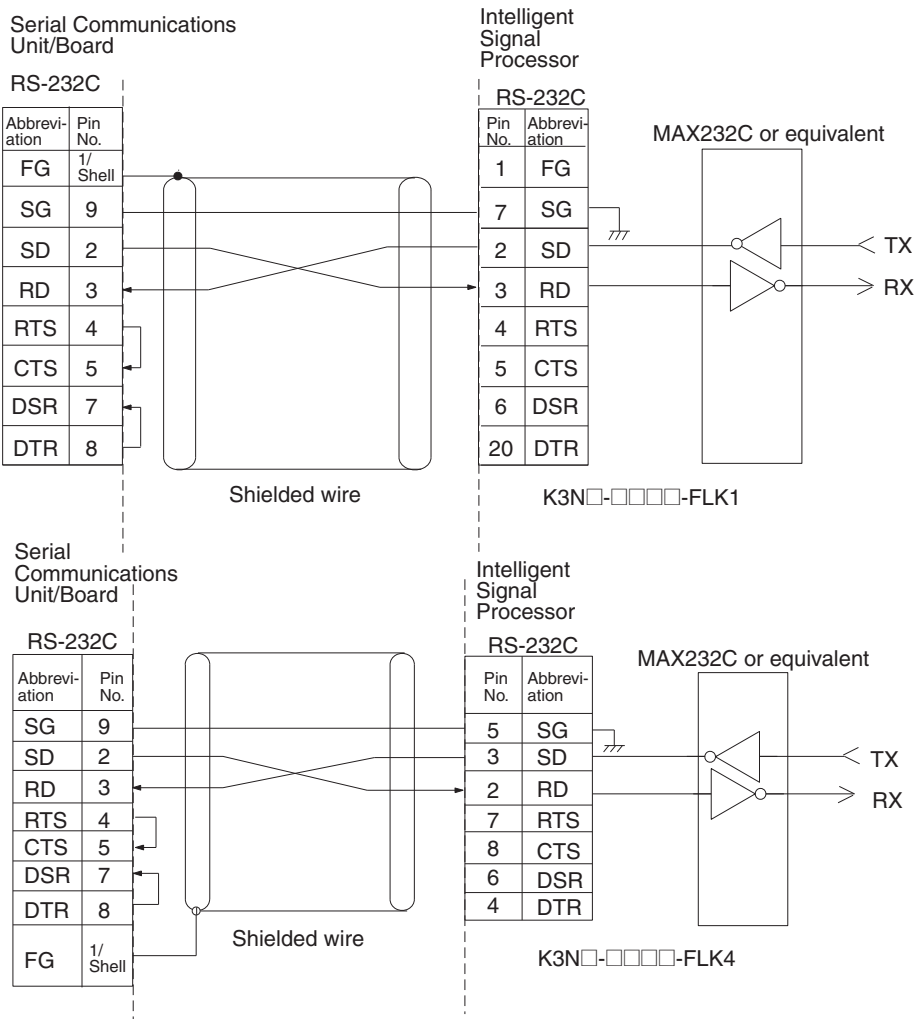 Serial Communications
Unit/Board
RS-232C
Intelligent
Signal
Processor
RS-232C
MAX232C or equivalent
Abbrevi-
ation
Pin
No.
FG 1/
Shell
SG 9
SD 2
RD 3
RTS 4
CTS 5
DSR 7
DTR 8
Pin
No.
Abbrevi-
ation
1 FG
7 SG
2 SD
3 RD
4 RTS
5 CTS
6 DSR
20 DTR
TX
RX
Shielded wire
K3N□-□□□□-FLK1
Serial
Communications
Unit/Board
RS-232C
Intelligent
Signal
Processor
RS-232C
MAX232C or equivalent
Abbrevi-
ation
Pin
No.
SG 9
SD 2
RD 3
RTS 4
CTS 5
DSR 7
DTR 8
FG 1/
Shell
Pin
No.
Abbrevi-
ation
5 SG
3 SD
2 RD
7 RTS
8 CTS
6 DSR
4 DTR
TX
RX
Shielded wire
K3N□-□□□□-FLK4